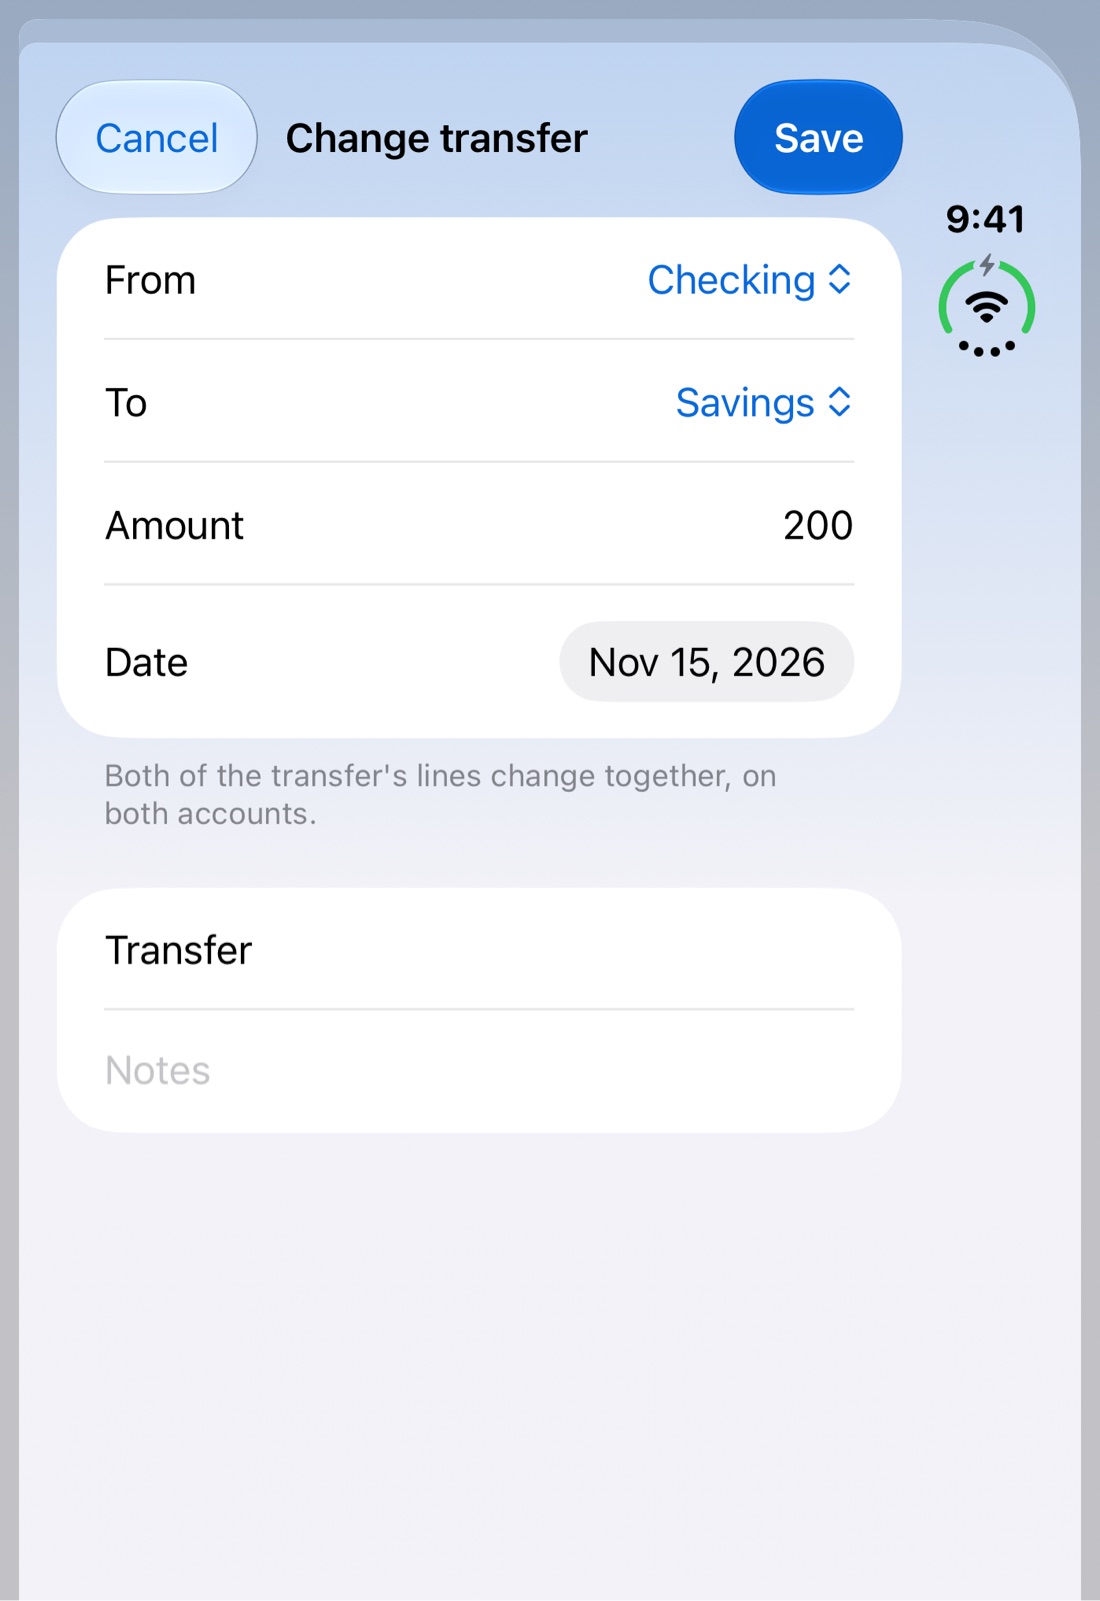 Cancel
Change transfer
Save
9:41
From
Checking
To
Savings
Amount
200
Date
Nov 15, 2026
Both of the transfer's lines change together, on
both accounts.
Transfer
Notes